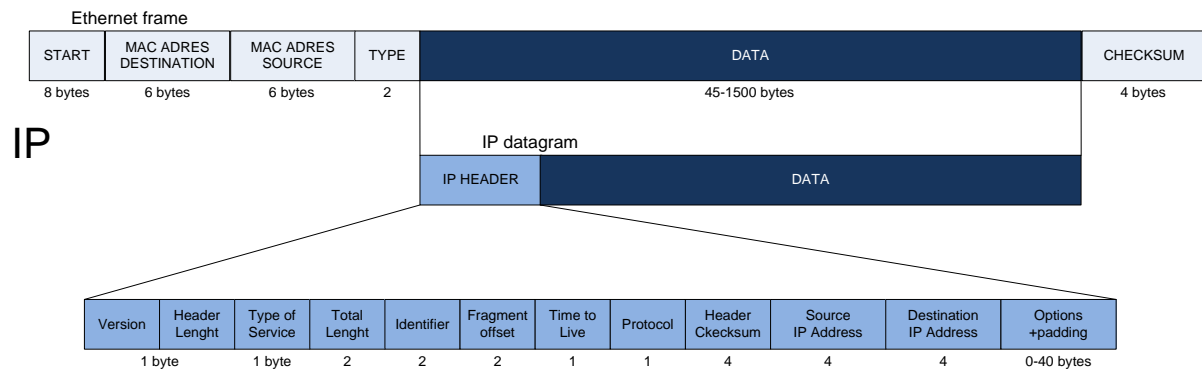 Ethernet frame
START
MAC ADRES
DESTINATION
MAC ADRES
SOURCE
TYPE
DATA
CHECKSUM
8 bytes
6 bytes
6 bytes
2
45-1500 bytes
4 bytes
IP
IP datagram
IP HEADER
DATA
Version
Header
Lenght
Type of
Service
Total
Lenght
Identifier
Fragment
offset
Time to
Live
Protocol
Header
Ckecksum
Source
IP Address
Destination
IP Address
Options
+padding
1 byte
1 byte
2
2
2
1
1
4
4
4
0-40 bytes